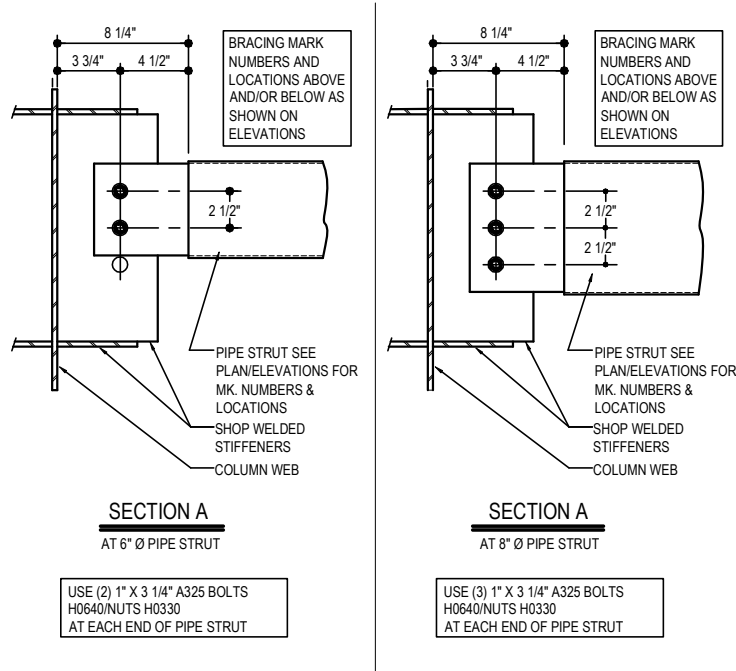 8 1/4"
3 3/4"
4 1/2"
BRACING MARK
NUMBERS AND
LOCATIONS ABOVE
AND/OR BELOW AS
SHOWN ON
ELEVATIONS
2 1/2"
PIPE STRUT SEE
PLAN/ELEVATIONS FOR
MK. NUMBERS &
LOCATIONS
SHOP WELDED
STIFFENERS
COLUMN WEB
SECTION A
AT 6" Ø PIPE STRUT
USE (2) 1" X 3 1/4" A325 BOLTS
H0640/NUTS H0330
AT EACH END OF PIPE STRUT
8 1/4"
3 3/4"
4 1/2"
BRACING MARK
NUMBERS AND
LOCATIONS ABOVE
AND/OR BELOW AS
SHOWN ON
ELEVATIONS
2 1/2"
2 1/2"
PIPE STRUT SEE
PLAN/ELEVATIONS FOR
MK. NUMBERS &
LOCATIONS
SHOP WELDED
STIFFENERS
COLUMN WEB
SECTION A
AT 8" Ø PIPE STRUT
USE (3) 1" X 3 1/4" A325 BOLTS
H0640/NUTS H0330
AT EACH END OF PIPE STRUT